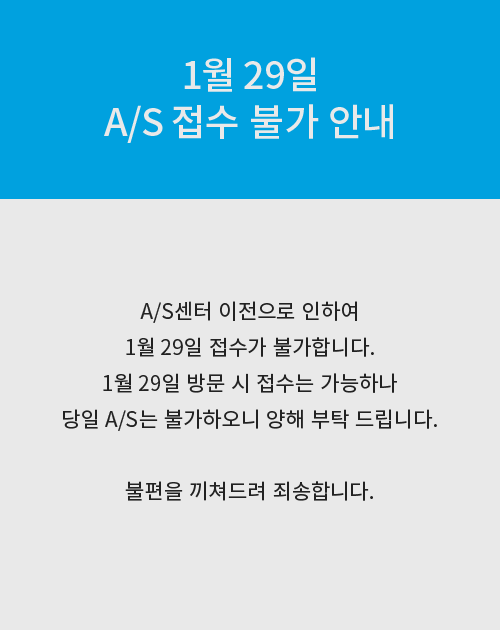 1월 29일
A/S 접수 불가 안내
A/S센터 이전으로 인하여
1월 29일 접수가 불가합니다.
1월 29일 방문 시 접수는 가능하나
당일 A/S는 불가하오니 양해 부탁 드립니다.
불편을 끼쳐드려 죄송합니다.